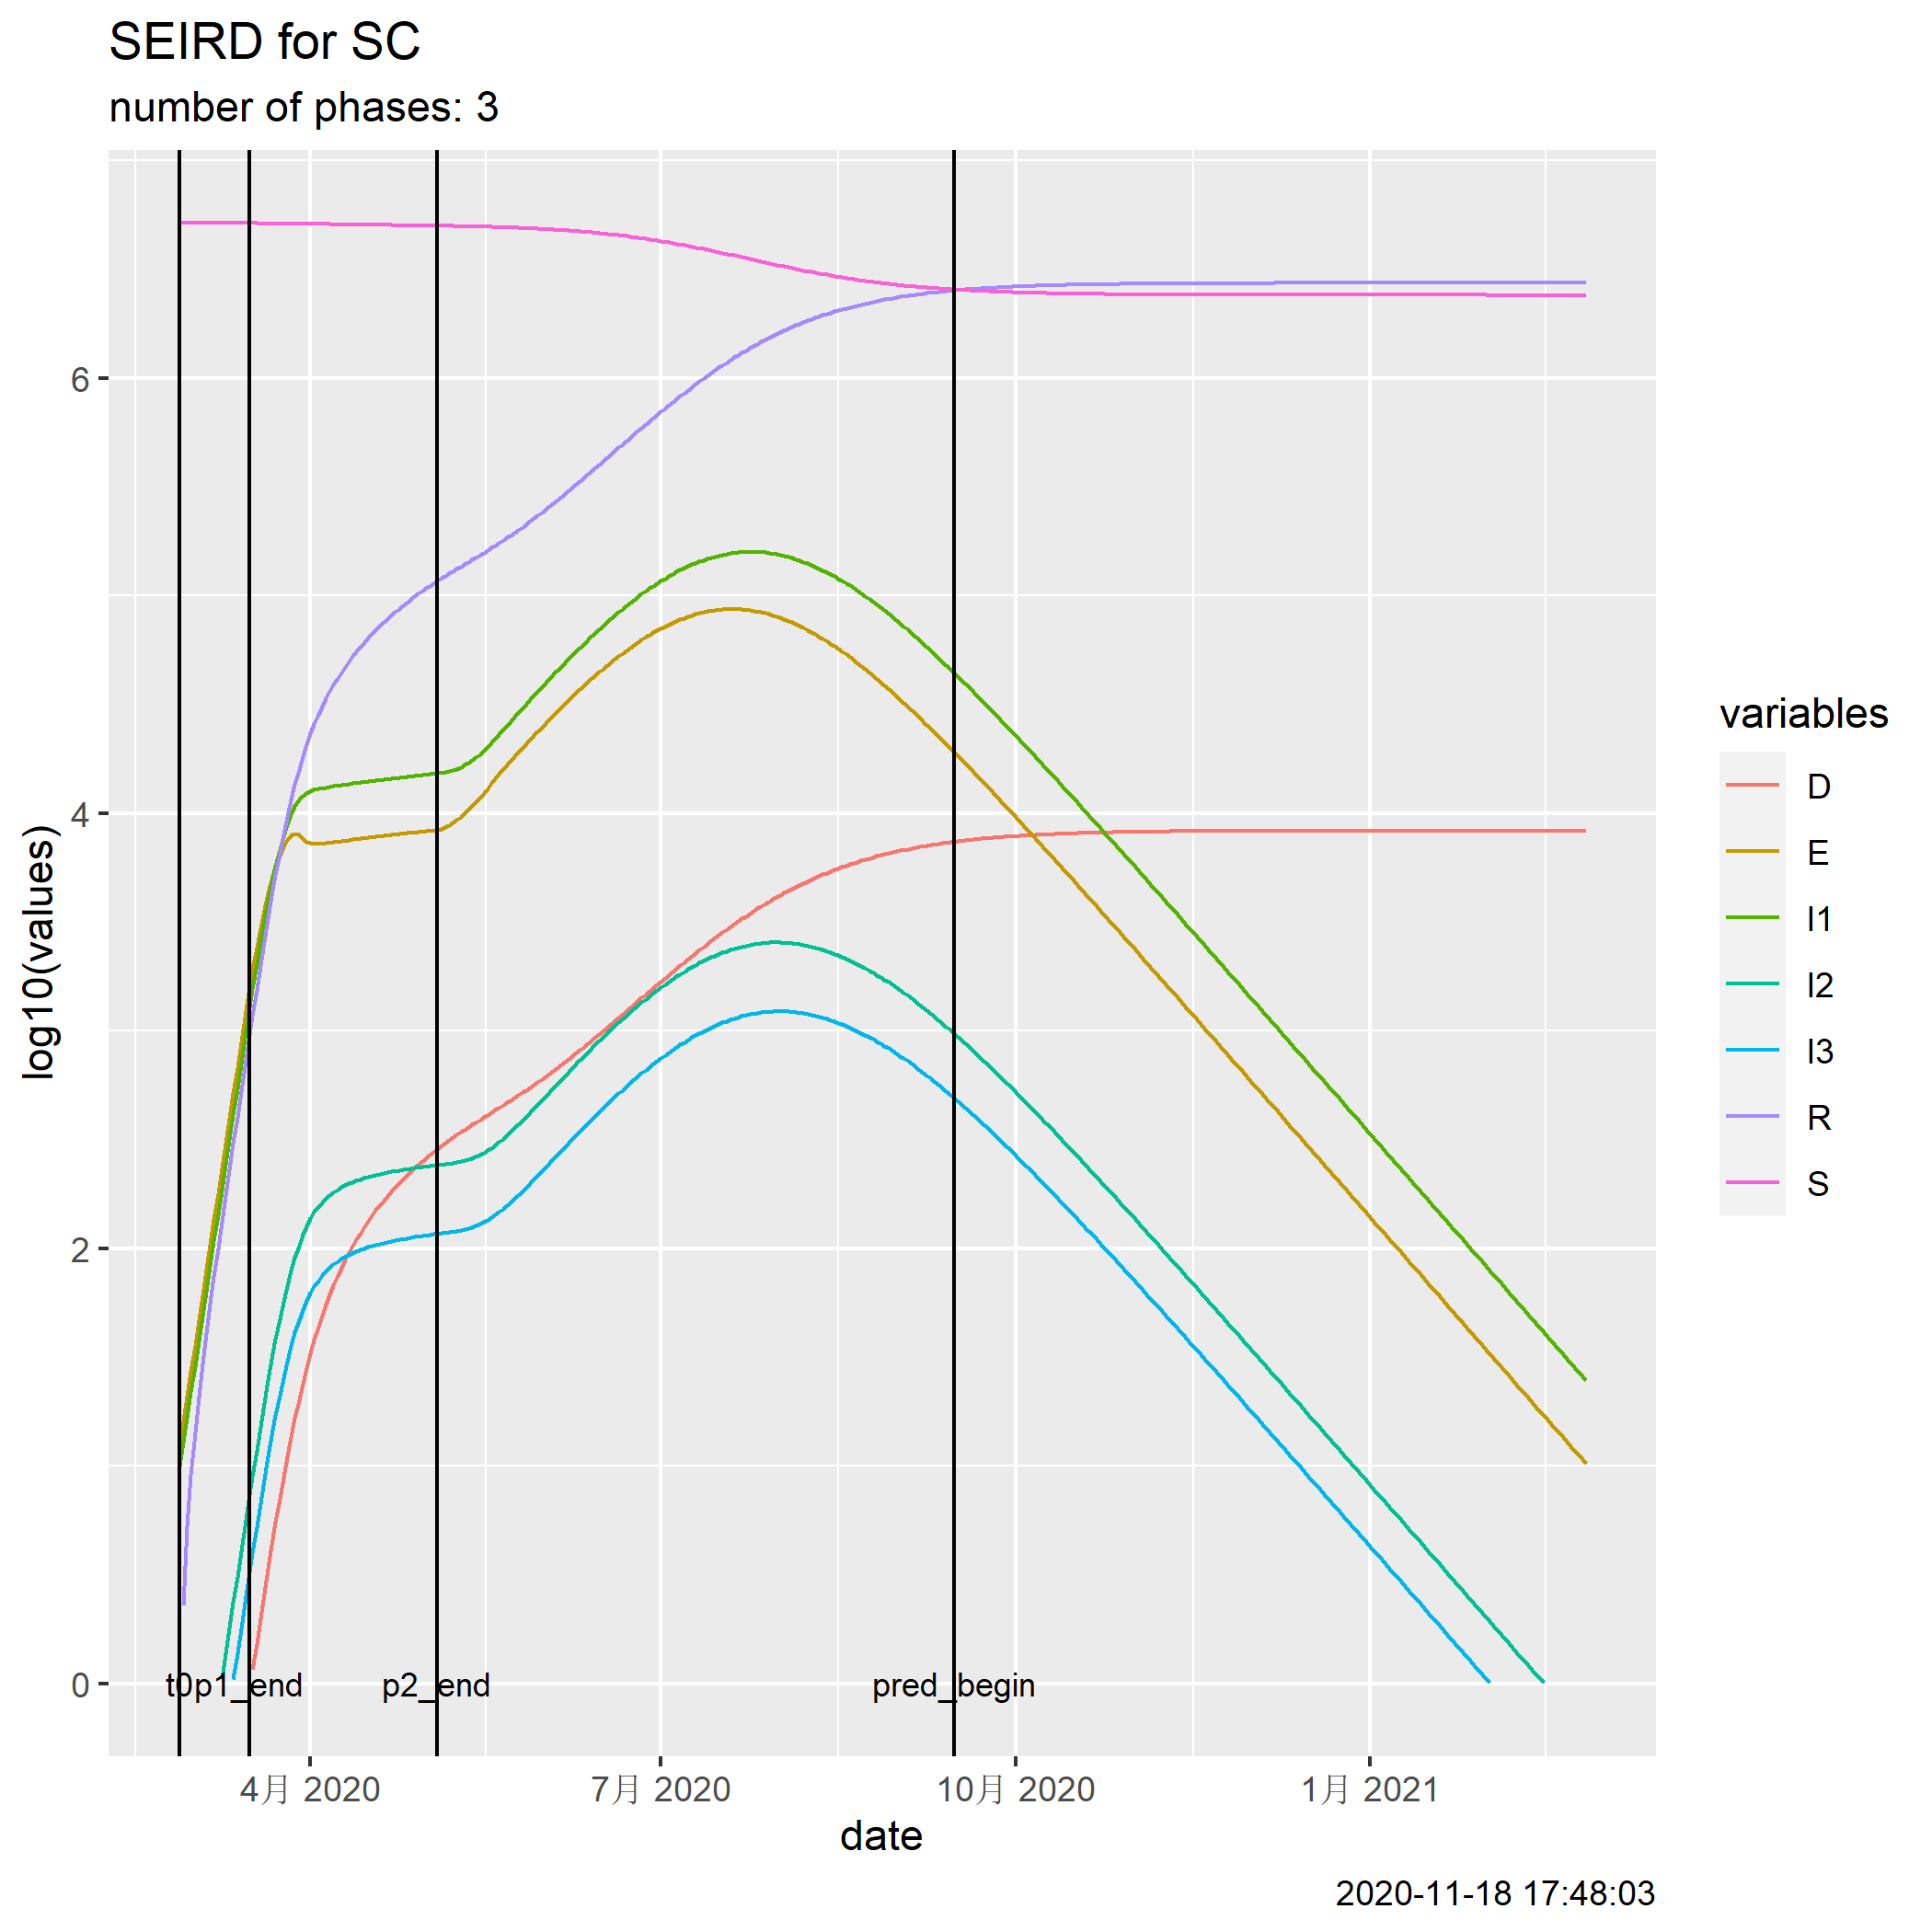 SEIRD for SC
number of phases: 3
log10(values)
6
4
2
0
t0p1_end
p2_end
pred_begin
4月 2020
7月 2020
10月 2020
1月 2021
date
variables
D
E
I1
I2
I3
R
S
2020-11-18 17:48:03